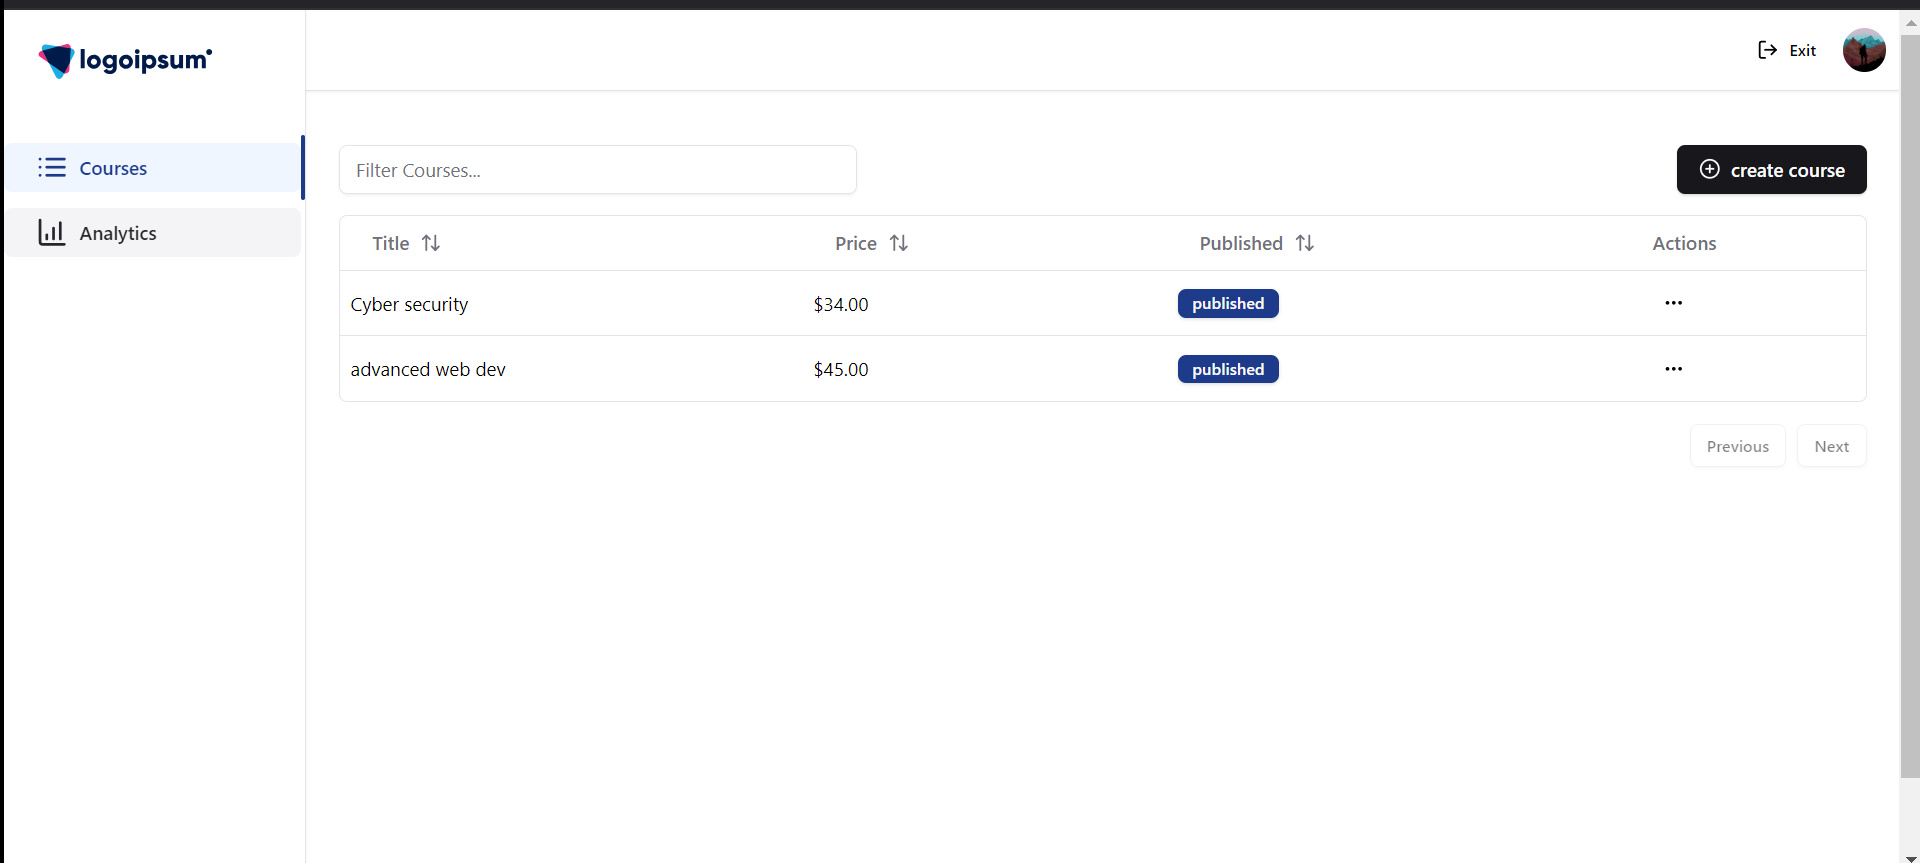 logoipsum
Exit
Courses
Analytics
Filter Courses...
create course
Title Price Published Actions
Cyber security $34.00 published ...
advanced web dev $45.00 published ...
Previous Next